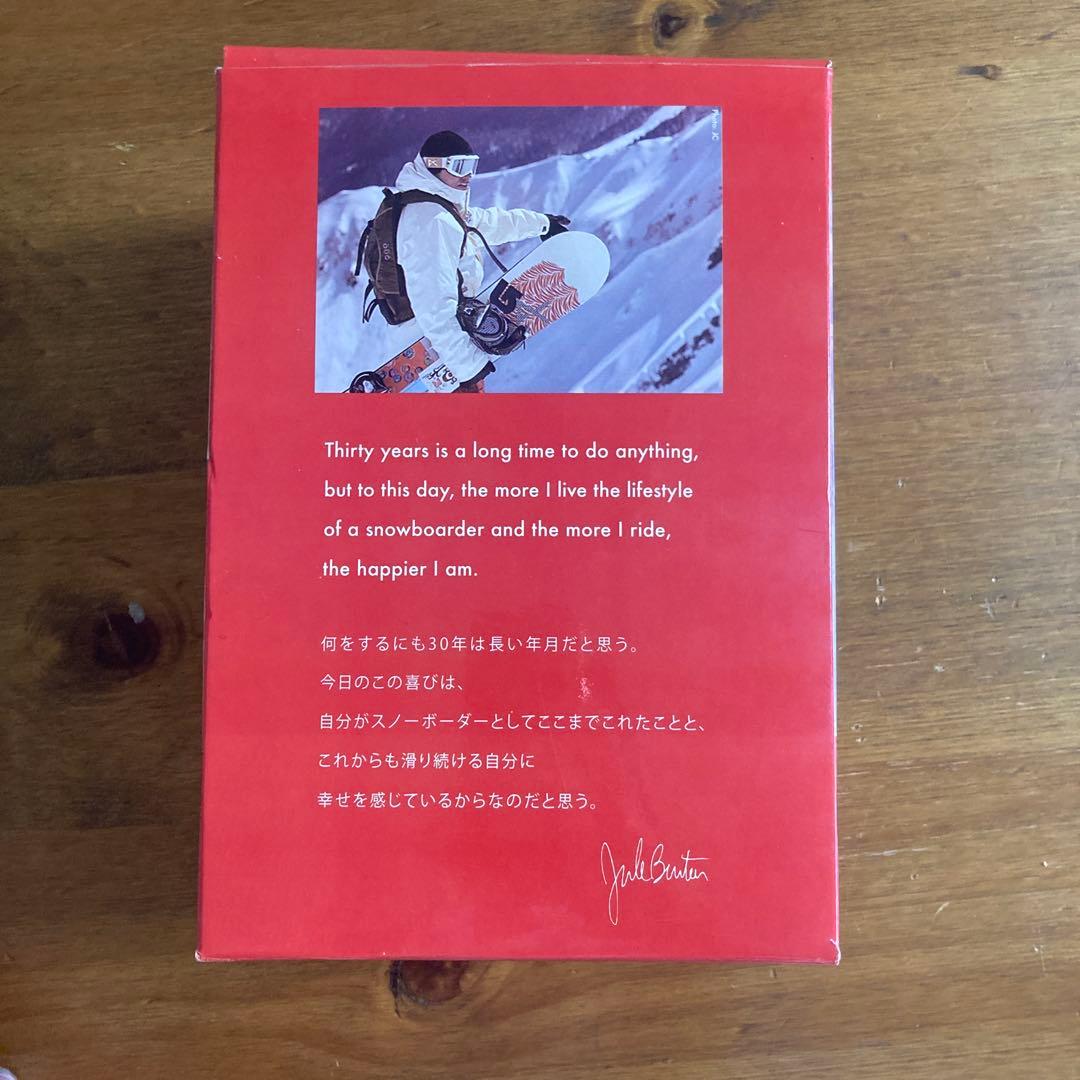 Photo: JC
Thirty years is a long time to do anything,
but to this day, the more I live the lifestyle
of a snowboarder and the more I ride,
the happier I am.
何をするにも30年は長い年月だと思う。
今日のこの喜びは、
自分がスノーボーダーとしてここまでこれたことと、
これからも滑り続ける自分に
幸せを感じているからなのだと思う。
Jake Burton